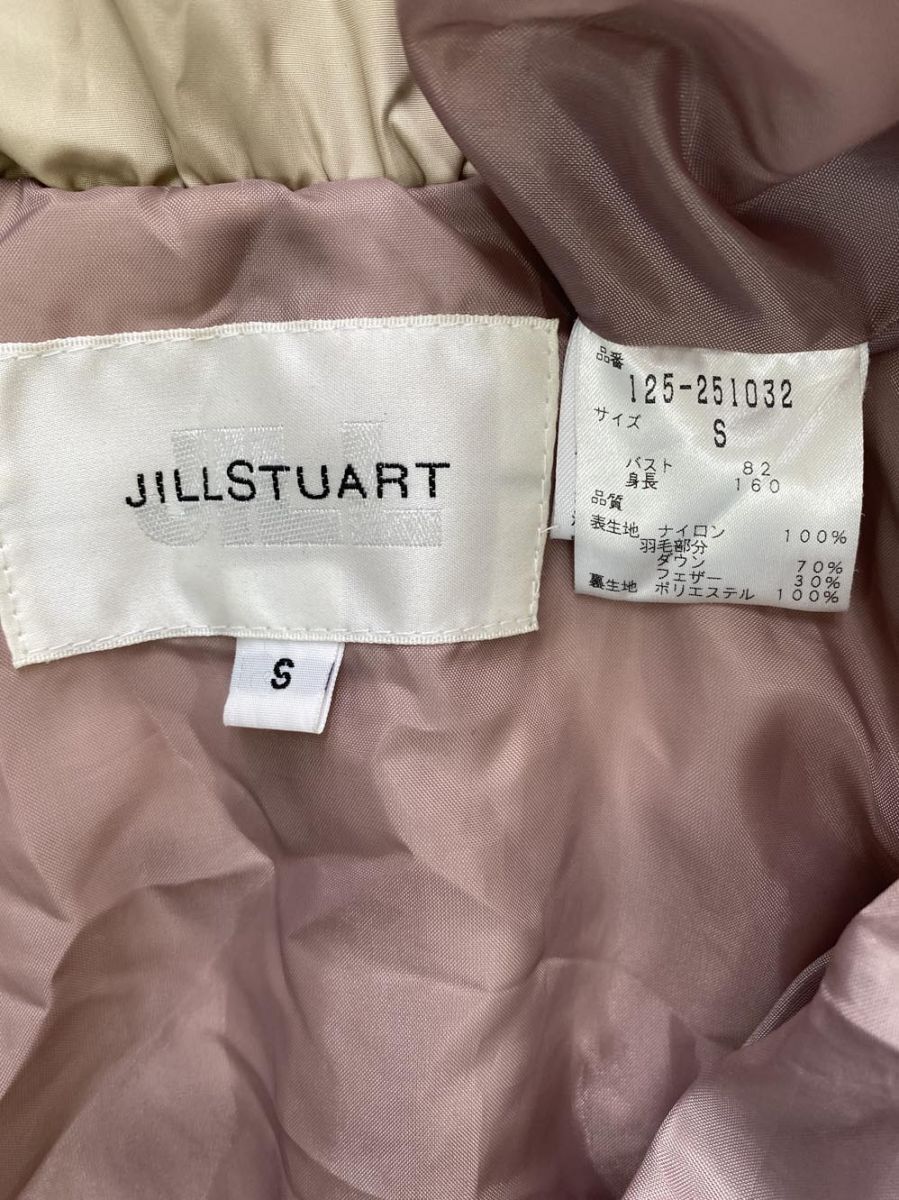 JILL
JILLSTUART
S
品番
125-251032
サイズ
S
バスト 82
身長 160
品質
表生地 ナイロン 100%
羽毛部分
ダウン 70%
フェザー 30%
裏生地 ポリエステル 100%